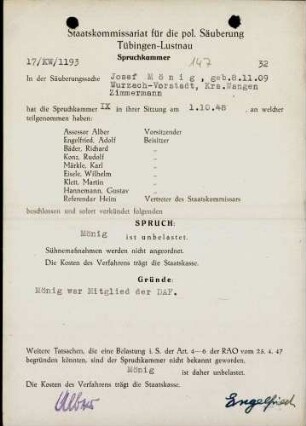 Staatskommissariat für die pol. Säuberung
Tübingen-Lustnau
Spruchkammer
17/KW/1193 147 32
In der Säuberungssache Josef M ö n i g , geb.8.11.09
Wurzach-Vorstadt, Krs.Wangen
Zimmermann
hat die Spruchkammer IX in ihrer Sitzung am 1.10.48 , an welcher
teilgenommen haben:
Assessor Alber Vorsitzender
Engelfried, Adolf Beisitzer
Bäder, Richard „
Konz, Rudolf „
Märkle, Karl „
Eisele, Wilhelm „
Klett, Martin „
Hannemann, Gustav „
Referendar Heim Vertreter des Staatskommissars
beschlossen und sofort verkündet folgenden
SPRUCH:
Mönig
ist unbelastet.
Sühnemaßnahmen werden nicht angeordnet.
Die Kosten des Verfahrens trägt die Staatskasse.
Gründe:
Mönig war Mitglied der DAF.
Weitere Tatsachen, die eine Belastung i. S. der Art. 4–6 der RAO vom 25. 4. 47
begründen könnten, sind der Spruchkammer nicht bekannt geworden.
Mönig ist daher unbelastet.
Die Kosten des Verfahrens trägt die Staatskasse.
Alber Engelfried